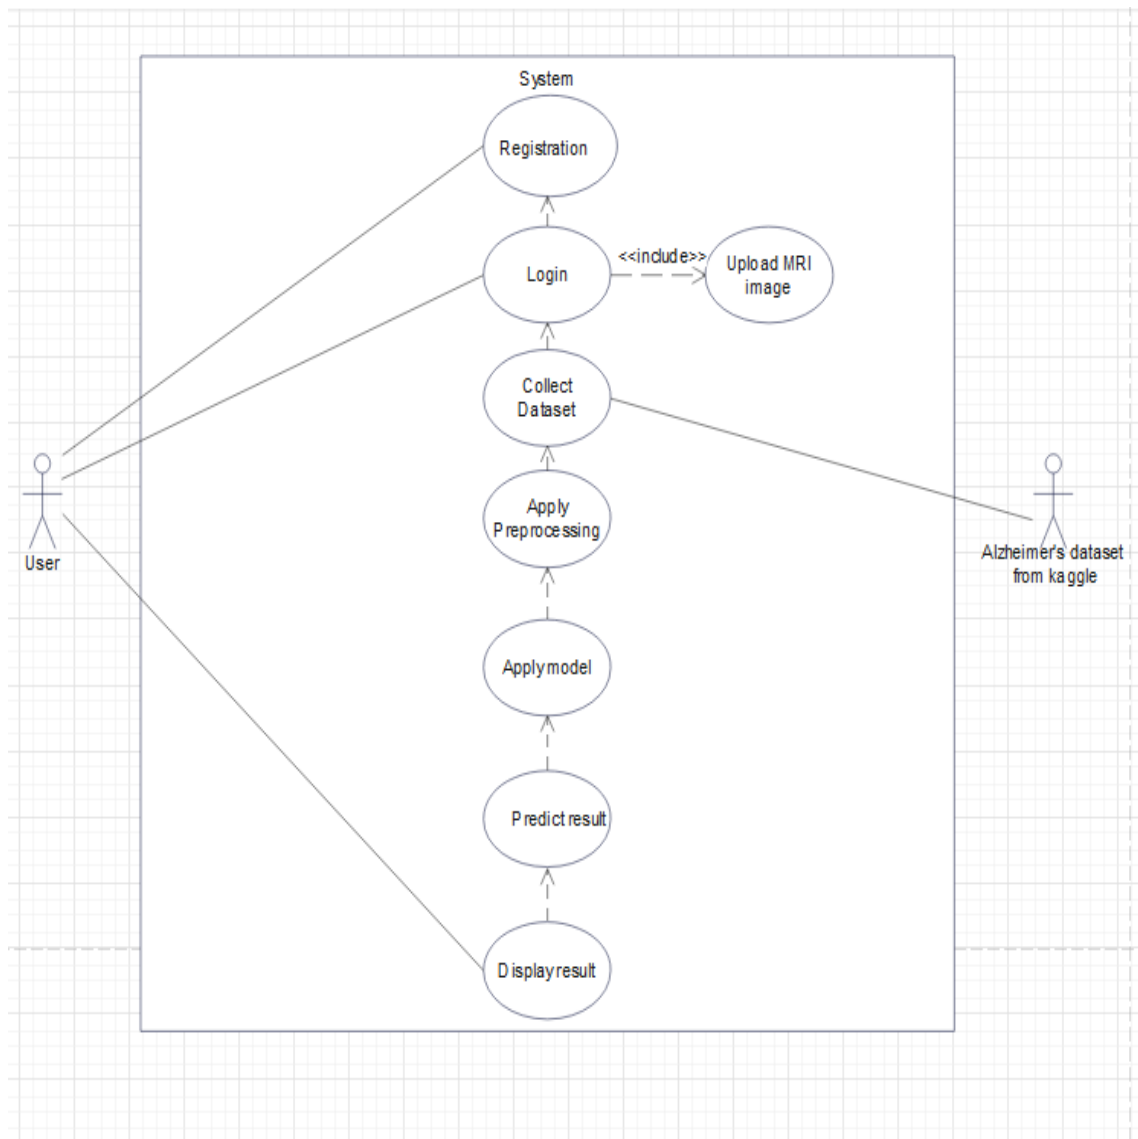 System
Registration
Login
<<include>>
Upload MRI
image
Collect
Dataset
Apply
Preprocessing
User
Alzheimer's dataset
from kaggle
Apply model
Predict result
Display result